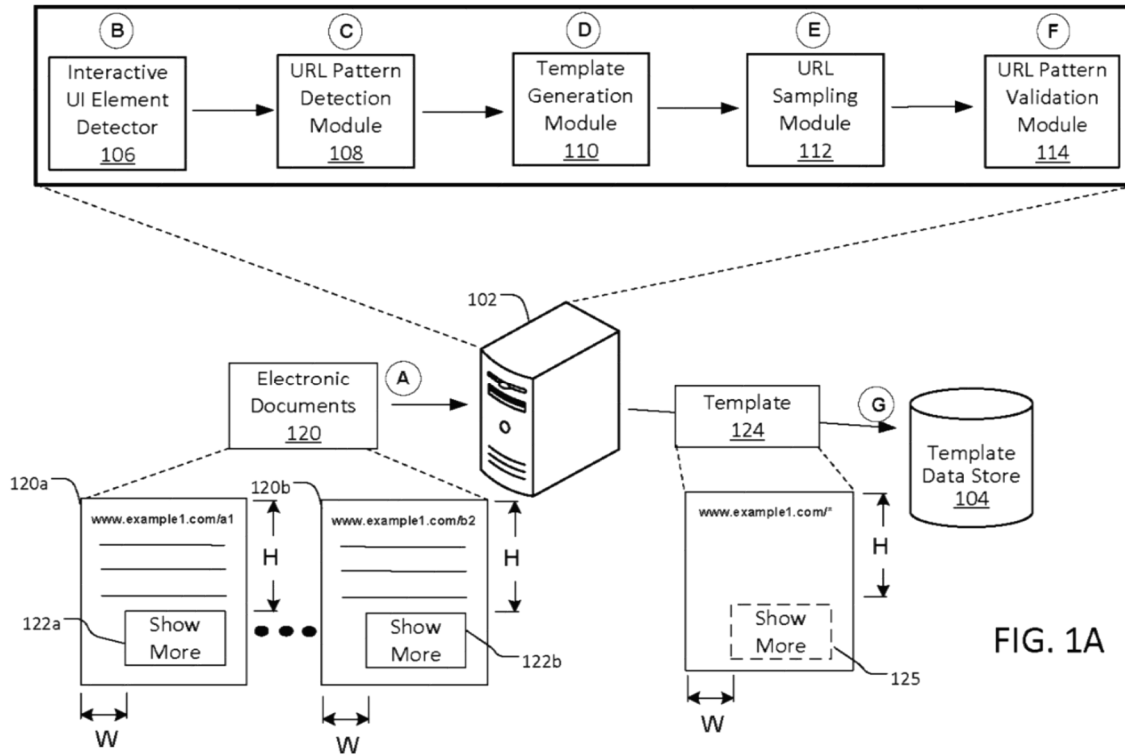 B
C
D
E
F
Interactive
UI Element
Detector
106
URL Pattern
Detection
Module
108
Template
Generation
Module
110
URL
Sampling
Module
112
URL Pattern
Validation
Module
114
102
Electronic
Documents
120
A
Template
124
G
Template
Data Store
104
120a
www.example1.com/a1
H
Show
More
122a
W
120b
www.example1.com/b2
H
Show
More
122b
W
www.example1.com/*
H
Show
More
125
W
FIG. 1A